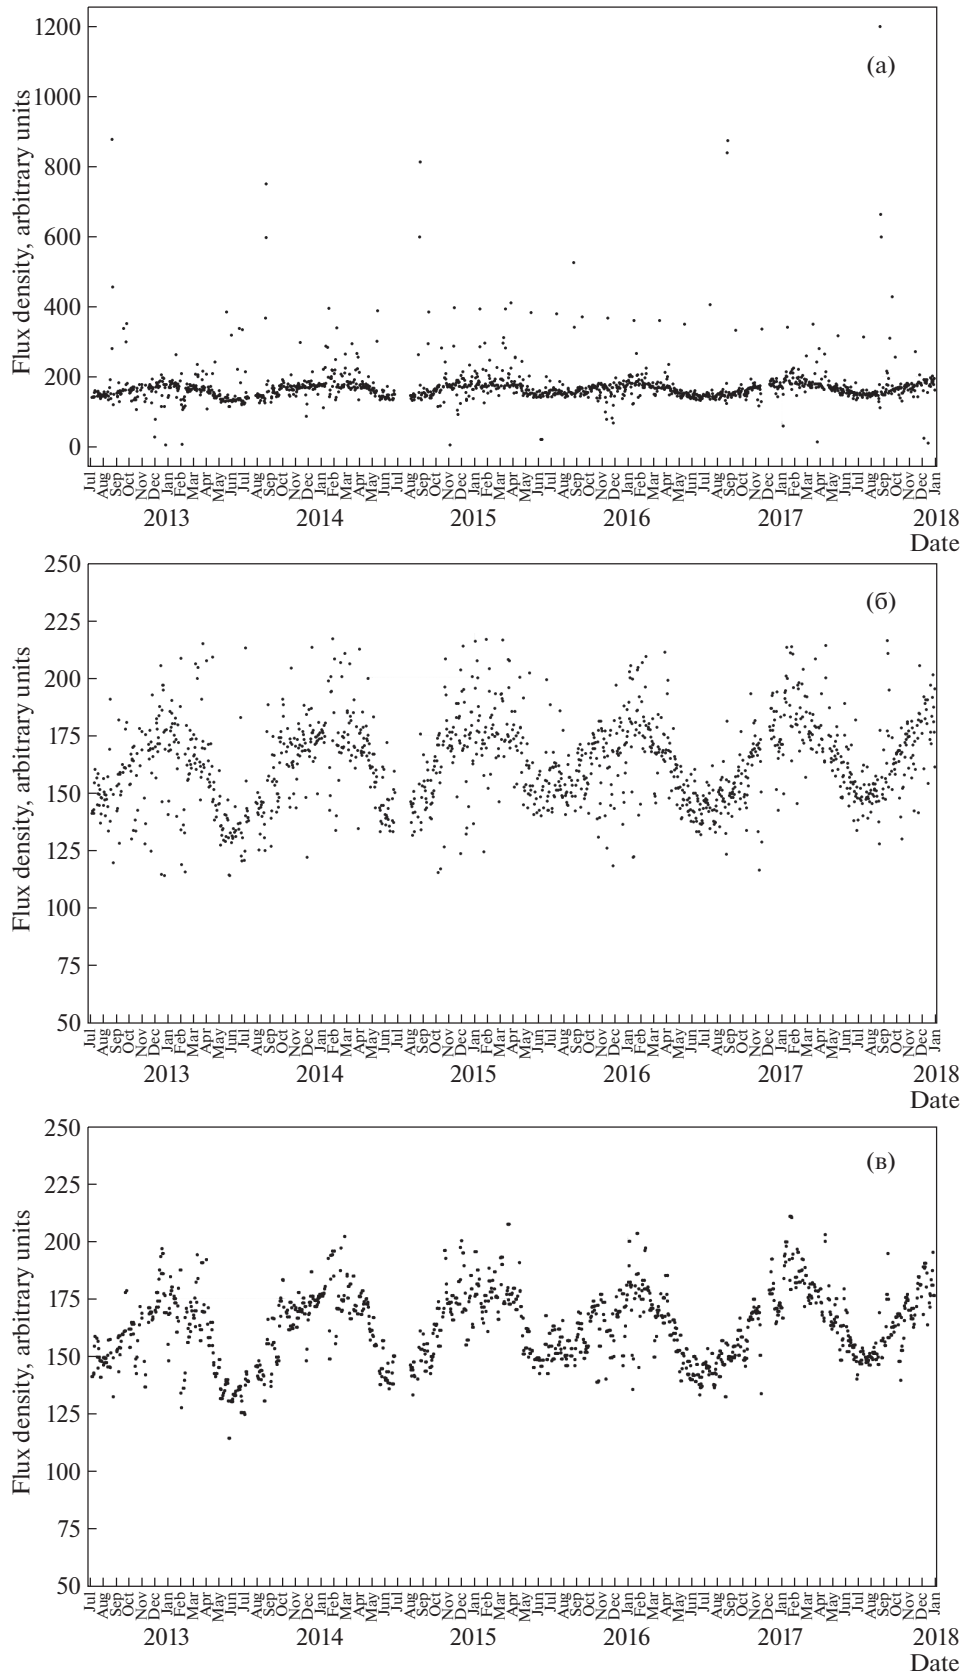 1200
1000
800
600
400
200
0
Flux density, arbitrary units
(а)
Jul Aug Sep Oct Nov Dec Jan Feb Mar Apr May Jun Jul Aug Sep Oct Nov Dec Jan Feb Mar Apr May Jun Jul Aug Sep Oct Nov Dec Jan Feb Mar Apr May Jun Jul Aug Sep Oct Nov Dec Jan Feb Mar Apr May Jun Jul Aug Sep Oct Nov Dec Jan Feb Mar Apr May Jun Jul Aug Sep Oct Nov Dec Jan
2013 2014 2015 2016 2017 2018
Date
250
225
200
175
150
125
100
75
50
Flux density, arbitrary units
(б)
Jul Aug Sep Oct Nov Dec Jan Feb Mar Apr May Jun Jul Aug Sep Oct Nov Dec Jan Feb Mar Apr May Jun Jul Aug Sep Oct Nov Dec Jan Feb Mar Apr May Jun Jul Aug Sep Oct Nov Dec Jan Feb Mar Apr May Jun Jul Aug Sep Oct Nov Dec Jan Feb Mar Apr May Jun Jul Aug Sep Oct Nov Dec Jan
2013 2014 2015 2016 2017 2018
Date
250
225
200
175
150
125
100
75
50
Flux density, arbitrary units
(в)
Jul Aug Sep Oct Nov Dec Jan Feb Mar Apr May Jun Jul Aug Sep Oct Nov Dec Jan Feb Mar Apr May Jun Jul Aug Sep Oct Nov Dec Jan Feb Mar Apr May Jun Jul Aug Sep Oct Nov Dec Jan Feb Mar Apr May Jun Jul Aug Sep Oct Nov Dec Jan Feb Mar Apr May Jun Jul Aug Sep Oct Nov Dec Jan
2013 2014 2015 2016 2017 2018
Date